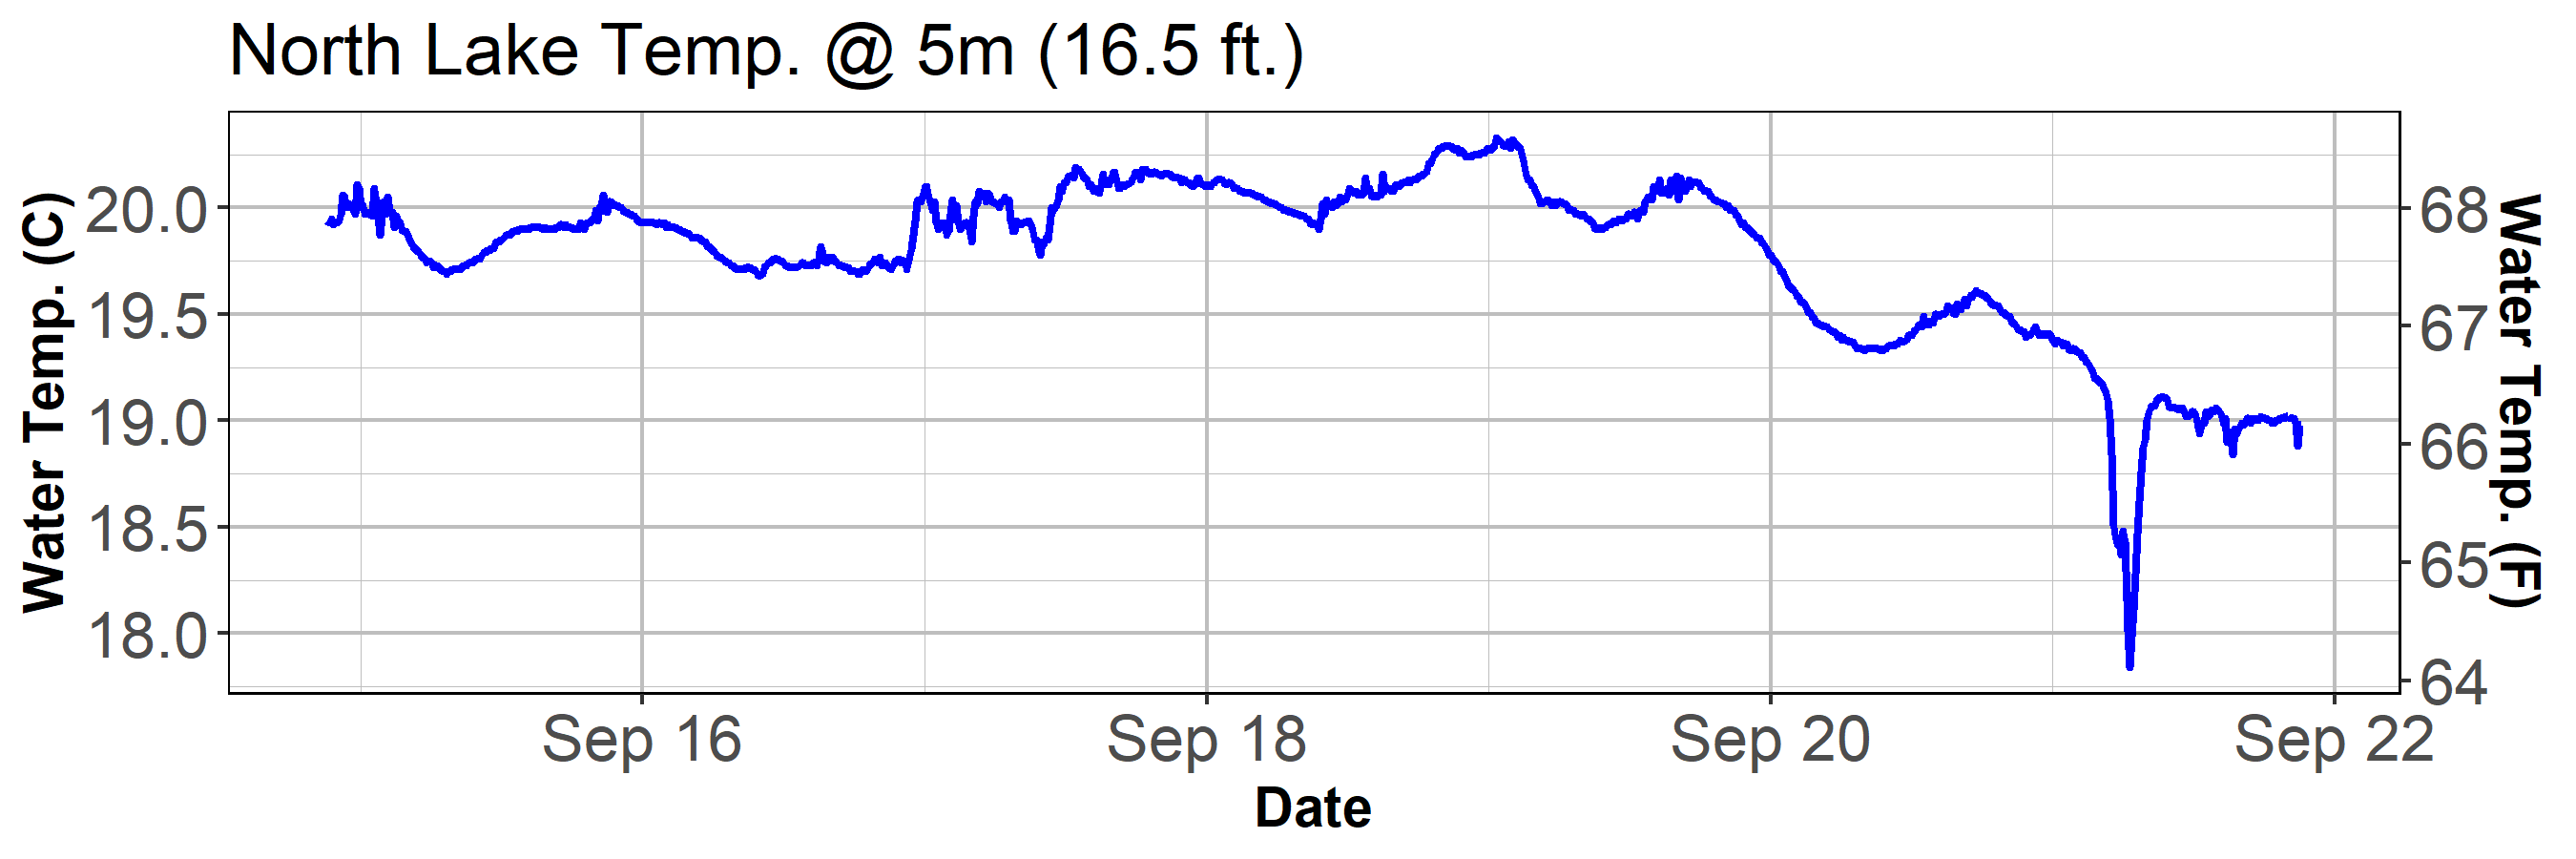 North Lake Temp. @ 5m (16.5 ft.)
Water Temp. (C)
20.0
19.5
19.0
18.5
18.0
68
67
66
65
64
Water Temp. (F)
Sep 16
Sep 18
Sep 20
Sep 22
Date